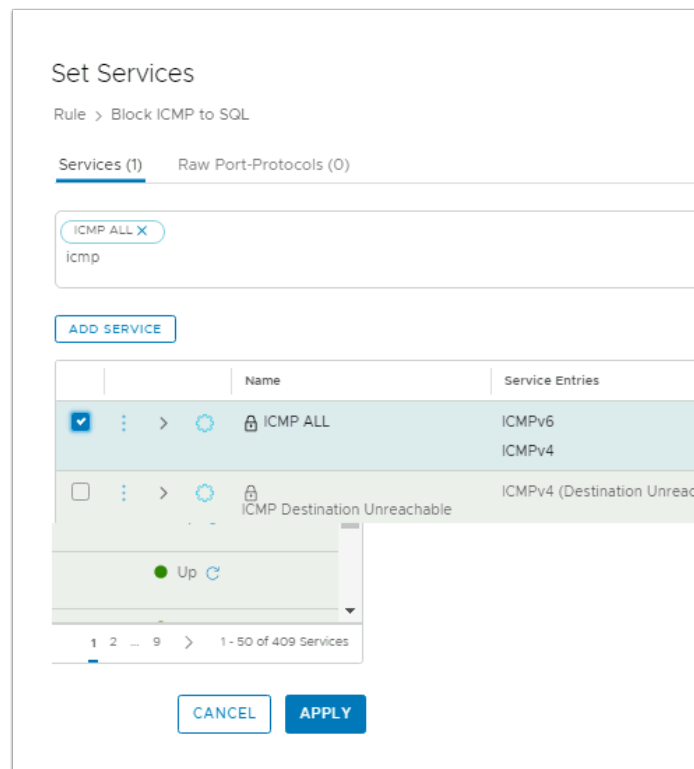 Set Services
Rule > Block ICMP to SQL
Services (1) Raw Port-Protocols (0)
ICMP ALL X
icmp
ADD SERVICE
Name Service Entries
ICMP ALL ICMPv6
ICMPv4
ICMPv4 (Destination Unreac
ICMP Destination Unreachable
Up
1 2 ... 9 > 1 - 50 of 409 Services
CANCEL APPLY